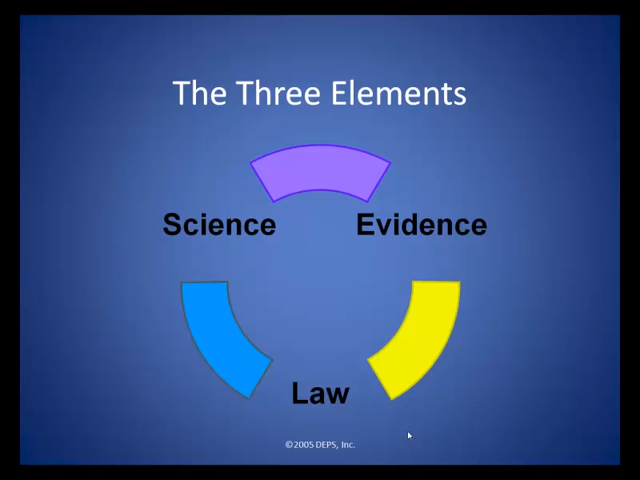 The Three Elements
Science
Evidence
Law
©2005 DEPS, Inc.